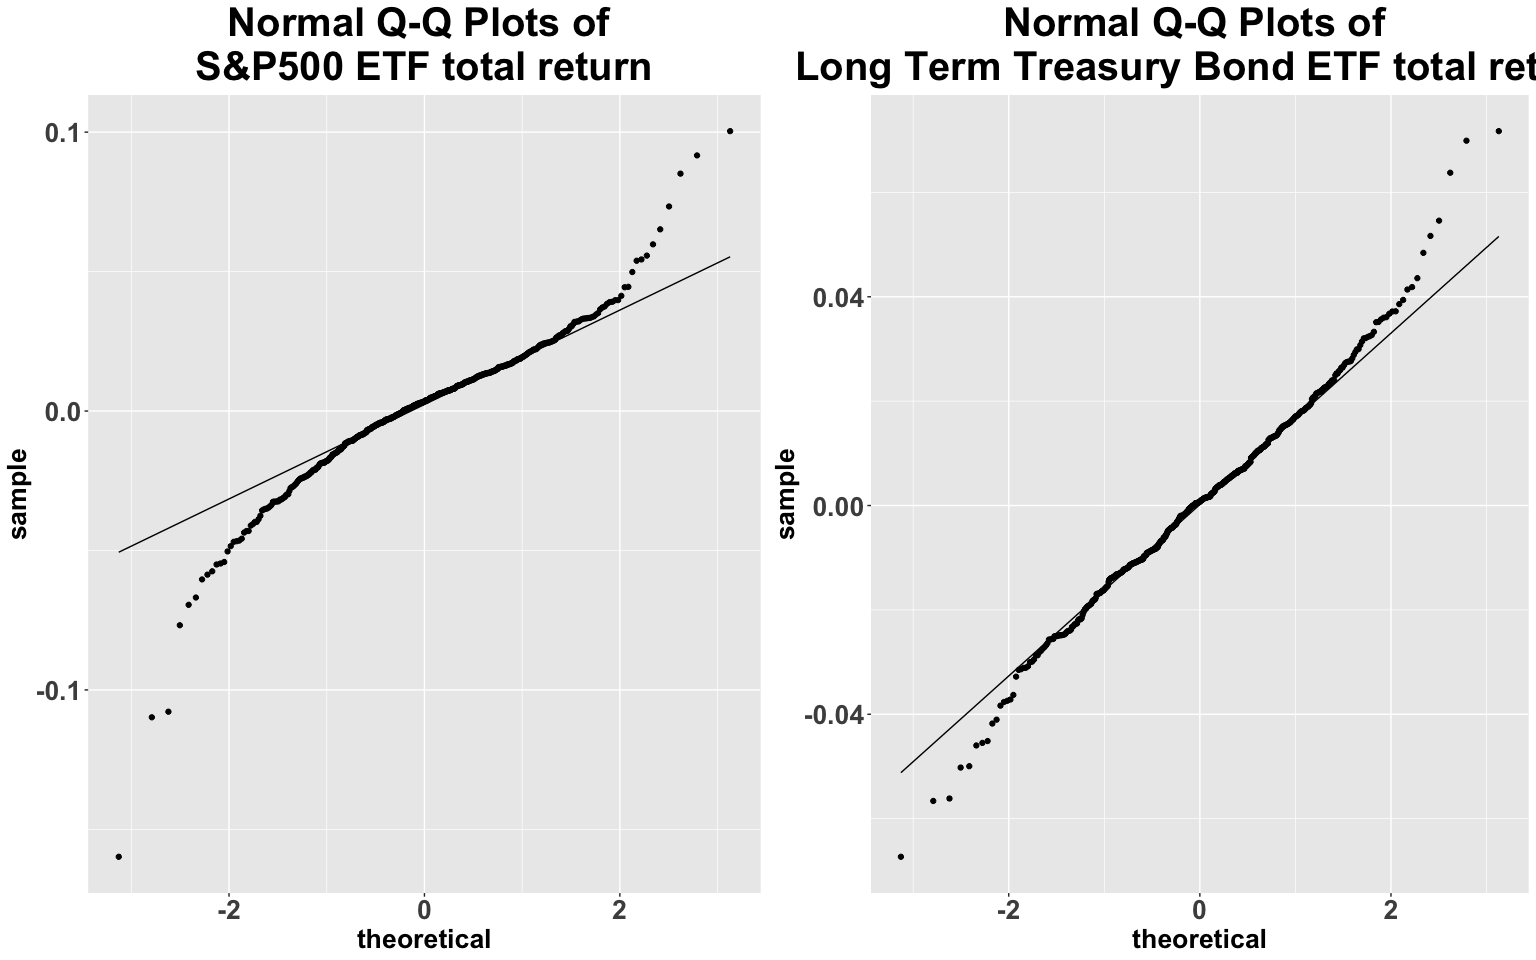 Normal Q-Q Plots of
S&P500 ETF total return
0.1
0.0
-0.1
sample
-2
0
2
theoretical
Normal Q-Q Plots of
Long Term Treasury Bond ETF total ret
0.04
0.00
-0.04
sample
-2
0
2
theoretical